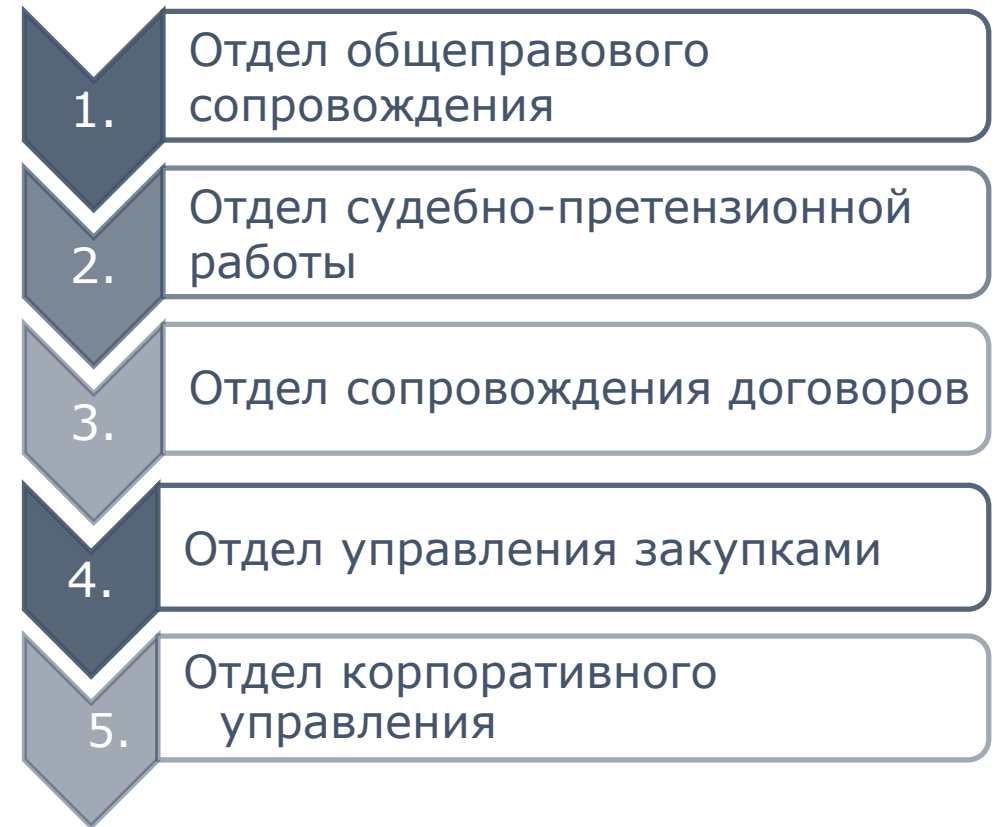 1. Отдел общеправового
сопровождения
2. Отдел судебно-претензионной
работы
3. Отдел сопровождения договоров
4. Отдел управления закупками
5. Отдел корпоративного
управления